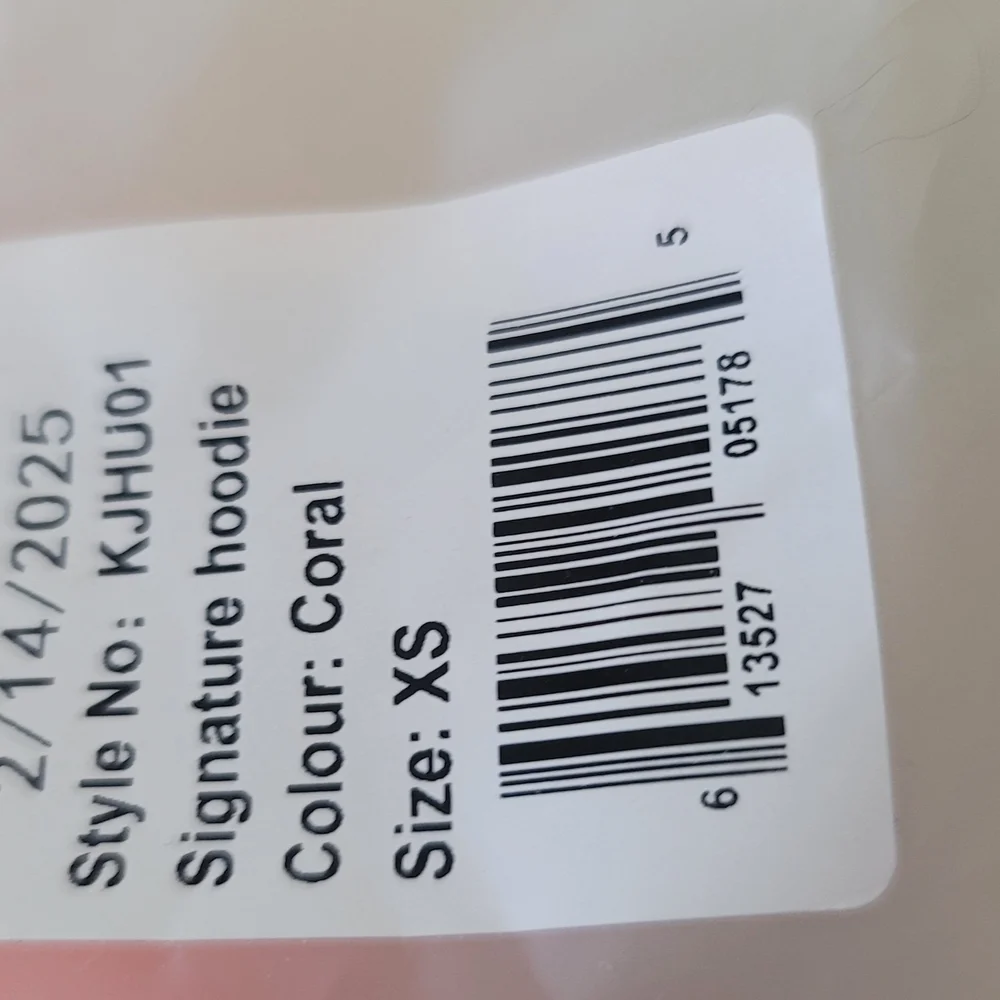 2/14/2025
Style No: KJHU01
Signature hoodie
Colour: Coral
Size: XS
6 13527 05178 5